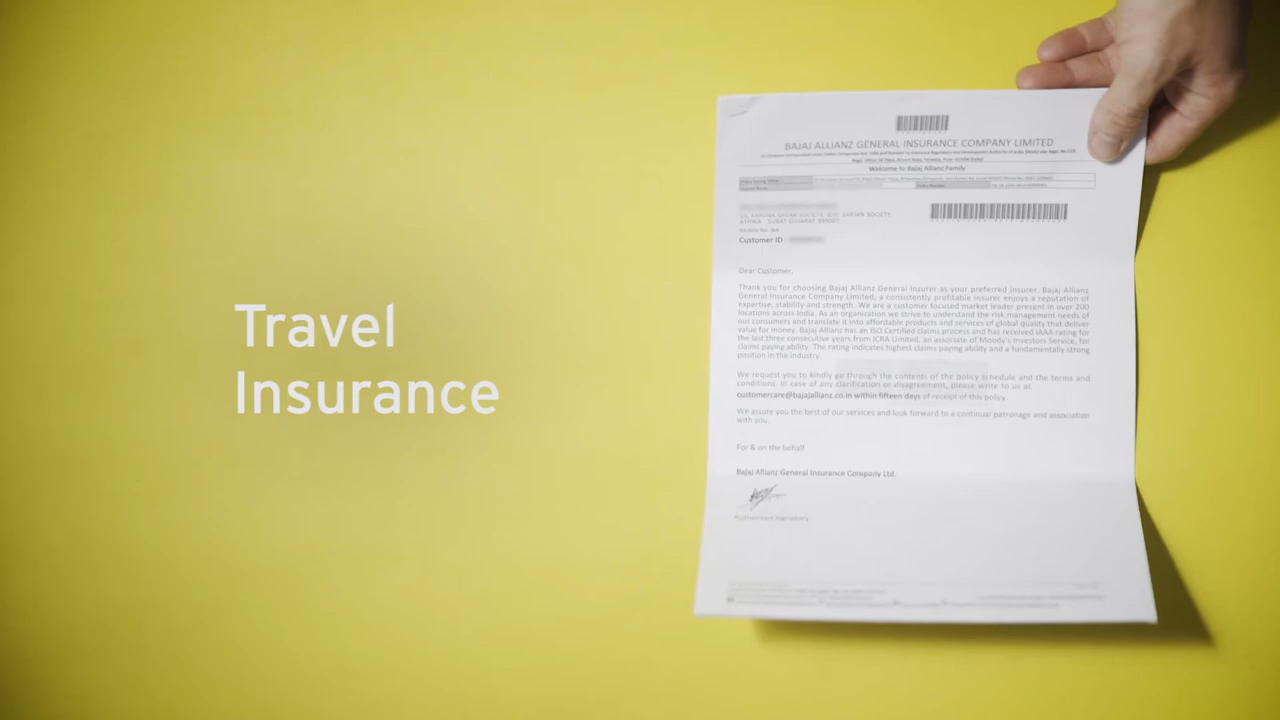 Travel
Insurance
BAJAJ ALLIANZ GENERAL INSURANCE COMPANY LIMITED
Welcome to Bajaj Allianz Family
Policy Number
ATHWA - SURAT GUJARAT 395007
Mobile No. NA
Customer ID
Dear Customer,
Thank you for choosing Bajaj Allianz General Insurer as your preferred insurer. Bajaj Allianz
General Insurance Company Limited, a consistently profitable insurer enjoys a reputation of
expertise, stability and strength. We are a customer focused market leader present in over 200
locations across India. As an organization we strive to understand the risk management needs of
our consumers and translate it into affordable products and services of global quality that deliver
value for money. Bajaj Allianz has an ISO Certified claims process and has received iAAA rating for
the last three consecutive years from ICRA Limited, an associate of Moody's Investors Service, for
claims paying ability. The rating indicates highest claims paying ability and a fundamentally strong
position in the industry.
We request you to kindly go through the contents of the policy schedule and the terms and
conditions. In case of any clarification or disagreement, please write to us at
customercare@bajajallianz.co.in within fifteen days of receipt of this policy.
We assure you the best of our services and look forward to a continual patronage and association
with you.
For & on the behalf
Bajaj Allianz General Insurance Company Ltd.
Authorised Signatory